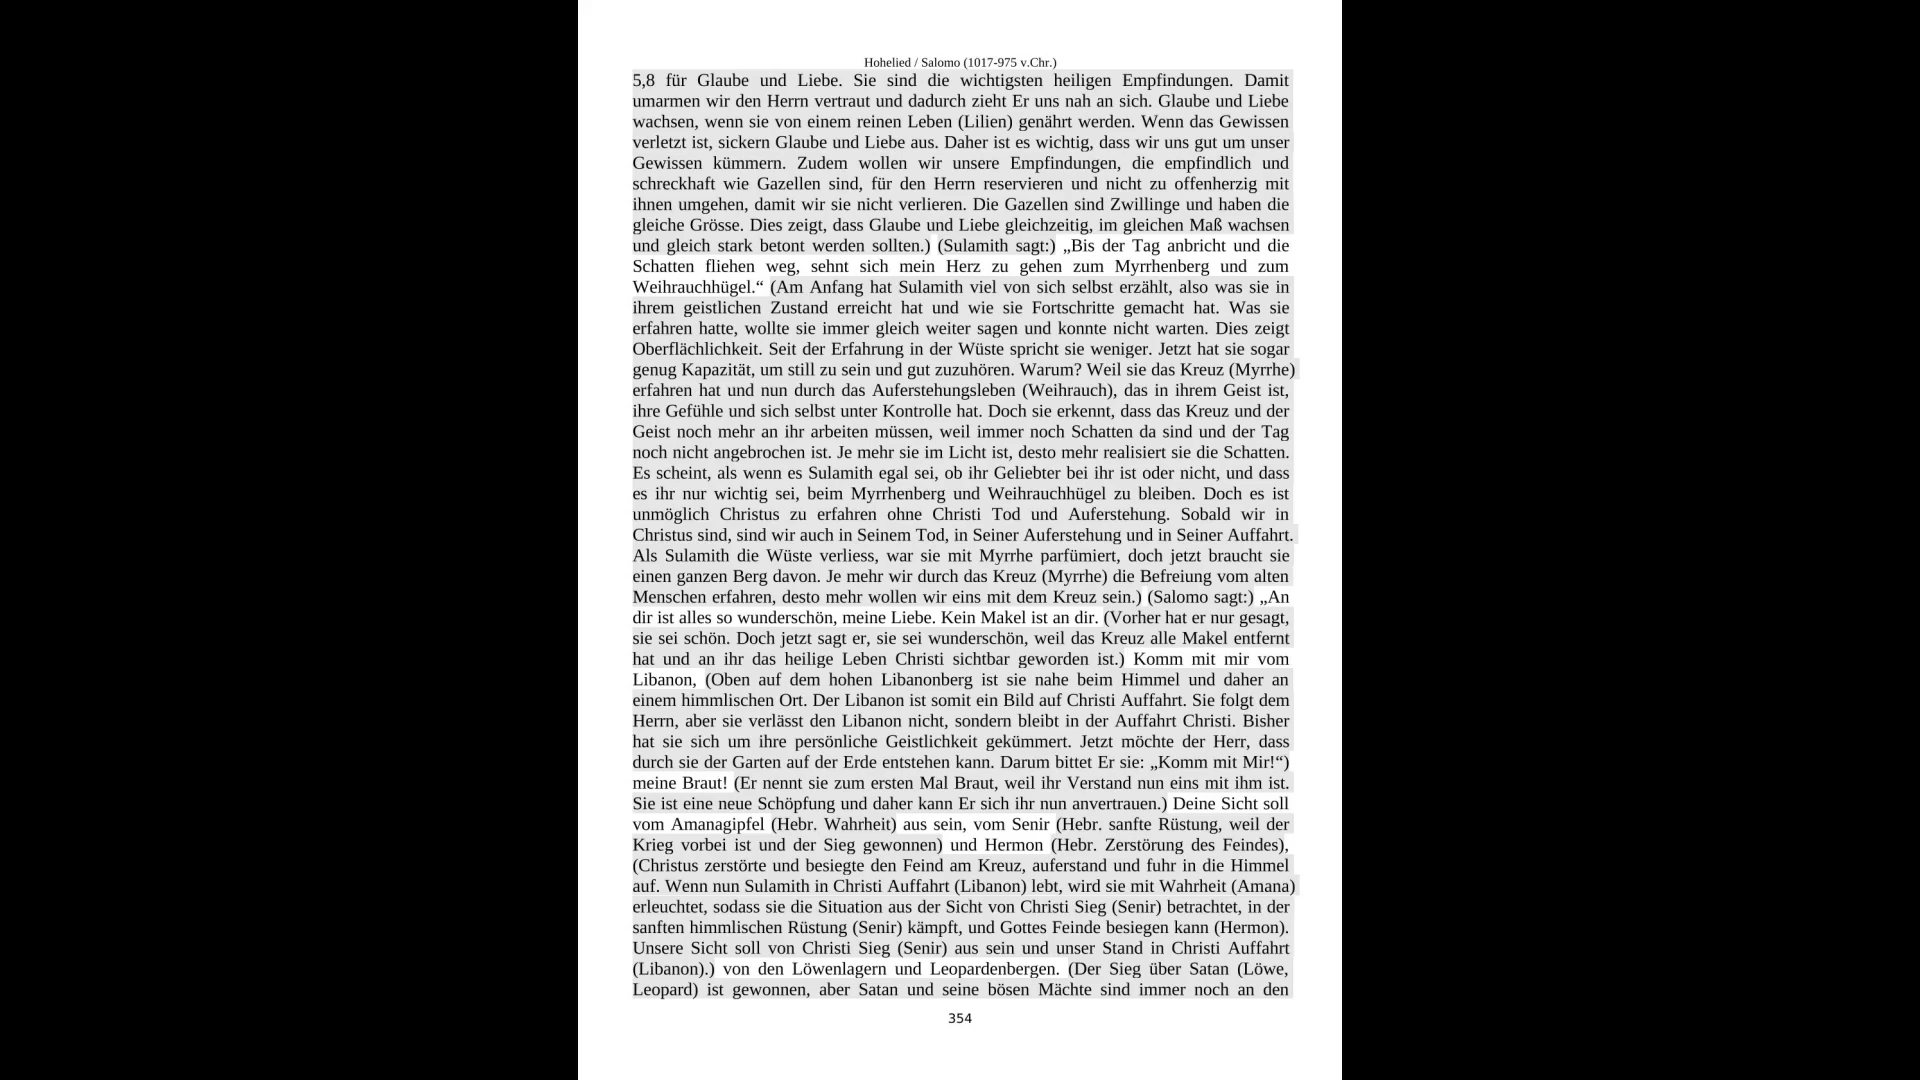 Hohelied / Salomo (1017-975 v.Chr.)
5,8 für Glaube und Liebe. Sie sind die wichtigsten heiligen Empfindungen. Damit
umarmen wir den Herrn vertraut und dadurch zieht Er uns nah an sich. Glaube und Liebe
wachsen, wenn sie von einem reinen Leben (Lilien) genährt werden. Wenn das Gewissen
verletzt ist, sickern Glaube und Liebe aus. Daher ist es wichtig, dass wir uns gut um unser
Gewissen kümmern. Zudem wollen wir unsere Empfindungen, die empfindlich und
schreckhaft wie Gazellen sind, für den Herrn reservieren und nicht zu offenherzig mit
ihnen umgehen, damit wir sie nicht verlieren. Die Gazellen sind Zwillinge und haben die
gleiche Grösse. Dies zeigt, dass Glaube und Liebe gleichzeitig, im gleichen Maß wachsen
und gleich stark betont werden sollten.) (Sulamith sagt:) „Bis der Tag anbricht und die
Schatten fliehen weg, sehnt sich mein Herz zu gehen zum Myrrhenberg und zum
Weihrauchhügel.“ (Am Anfang hat Sulamith viel von sich selbst erzählt, also was sie in
ihrem geistlichen Zustand erreicht hat und wie sie Fortschritte gemacht hat. Was sie
erfahren hatte, wollte sie immer gleich weiter sagen und konnte nicht warten. Dies zeigt
Oberflächlichkeit. Seit der Erfahrung in der Wüste spricht sie weniger. Jetzt hat sie sogar
genug Kapazität, um still zu sein und gut zuzuhören. Warum? Weil sie das Kreuz (Myrrhe)
erfahren hat und nun durch das Auferstehungsleben (Weihrauch), das in ihrem Geist ist,
ihre Gefühle und sich selbst unter Kontrolle hat. Doch sie erkennt, dass das Kreuz und der
Geist noch mehr an ihr arbeiten müssen, weil immer noch Schatten da sind und der Tag
noch nicht angebrochen ist. Je mehr sie im Licht ist, desto mehr realisiert sie die Schatten.
Es scheint, als wenn es Sulamith egal sei, ob ihr Geliebter bei ihr ist oder nicht, und dass
es ihr nur wichtig sei, beim Myrrhenberg und Weihrauchhügel zu bleiben. Doch es ist
unmöglich Christus zu erfahren ohne Christi Tod und Auferstehung. Sobald wir in
Christus sind, sind wir auch in Seinem Tod, in Seiner Auferstehung und in Seiner Auffahrt.
Als Sulamith die Wüste verliess, war sie mit Myrrhe parfümiert, doch jetzt braucht sie
einen ganzen Berg davon. Je mehr wir durch das Kreuz (Myrrhe) die Befreiung vom alten
Menschen erfahren, desto mehr wollen wir eins mit dem Kreuz sein.) (Salomo sagt:) „An
dir ist alles so wunderschön, meine Liebe. Kein Makel ist an dir. (Vorher hat er nur gesagt,
sie sei schön. Doch jetzt sagt er, sie sei wunderschön, weil das Kreuz alle Makel entfernt
hat und an ihr das heilige Leben Christi sichtbar geworden ist.) Komm mit mir vom
Libanon, (Oben auf dem hohen Libanonberg ist sie nahe beim Himmel und daher an
einem himmlischen Ort. Der Libanon ist somit ein Bild auf Christi Auffahrt. Sie folgt dem
Herrn, aber sie verlässt den Libanon nicht, sondern bleibt in der Auffahrt Christi. Bisher
hat sie sich um ihre persönliche Geistlichkeit gekümmert. Jetzt möchte der Herr, dass
durch sie der Garten auf der Erde entstehen kann. Darum bittet Er sie: „Komm mit Mir!“)
meine Braut! (Er nennt sie zum ersten Mal Braut, weil ihr Verstand nun eins mit ihm ist.
Sie ist eine neue Schöpfung und daher kann Er sich ihr nun anvertrauen.) Deine Sicht soll
vom Amanagipfel (Hebr. Wahrheit) aus sein, vom Senir (Hebr. sanfte Rüstung, weil der
Krieg vorbei ist und der Sieg gewonnen) und Hermon (Hebr. Zerstörung des Feindes),
(Christus zerstörte und besiegte den Feind am Kreuz, auferstand und fuhr in die Himmel
auf. Wenn nun Sulamith in Christi Auffahrt (Libanon) lebt, wird sie mit Wahrheit (Amana)
erleuchtet, sodass sie die Situation aus der Sicht von Christi Sieg (Senir) betrachtet, in der
sanften himmlischen Rüstung (Senir) kämpft, und Gottes Feinde besiegen kann (Hermon).
Unsere Sicht soll von Christi Sieg (Senir) aus sein und unser Stand in Christi Auffahrt
(Libanon).) von den Löwenlagern und Leopardenbergen. (Der Sieg über Satan (Löwe,
Leopard) ist gewonnen, aber Satan und seine bösen Mächte sind immer noch an den
354